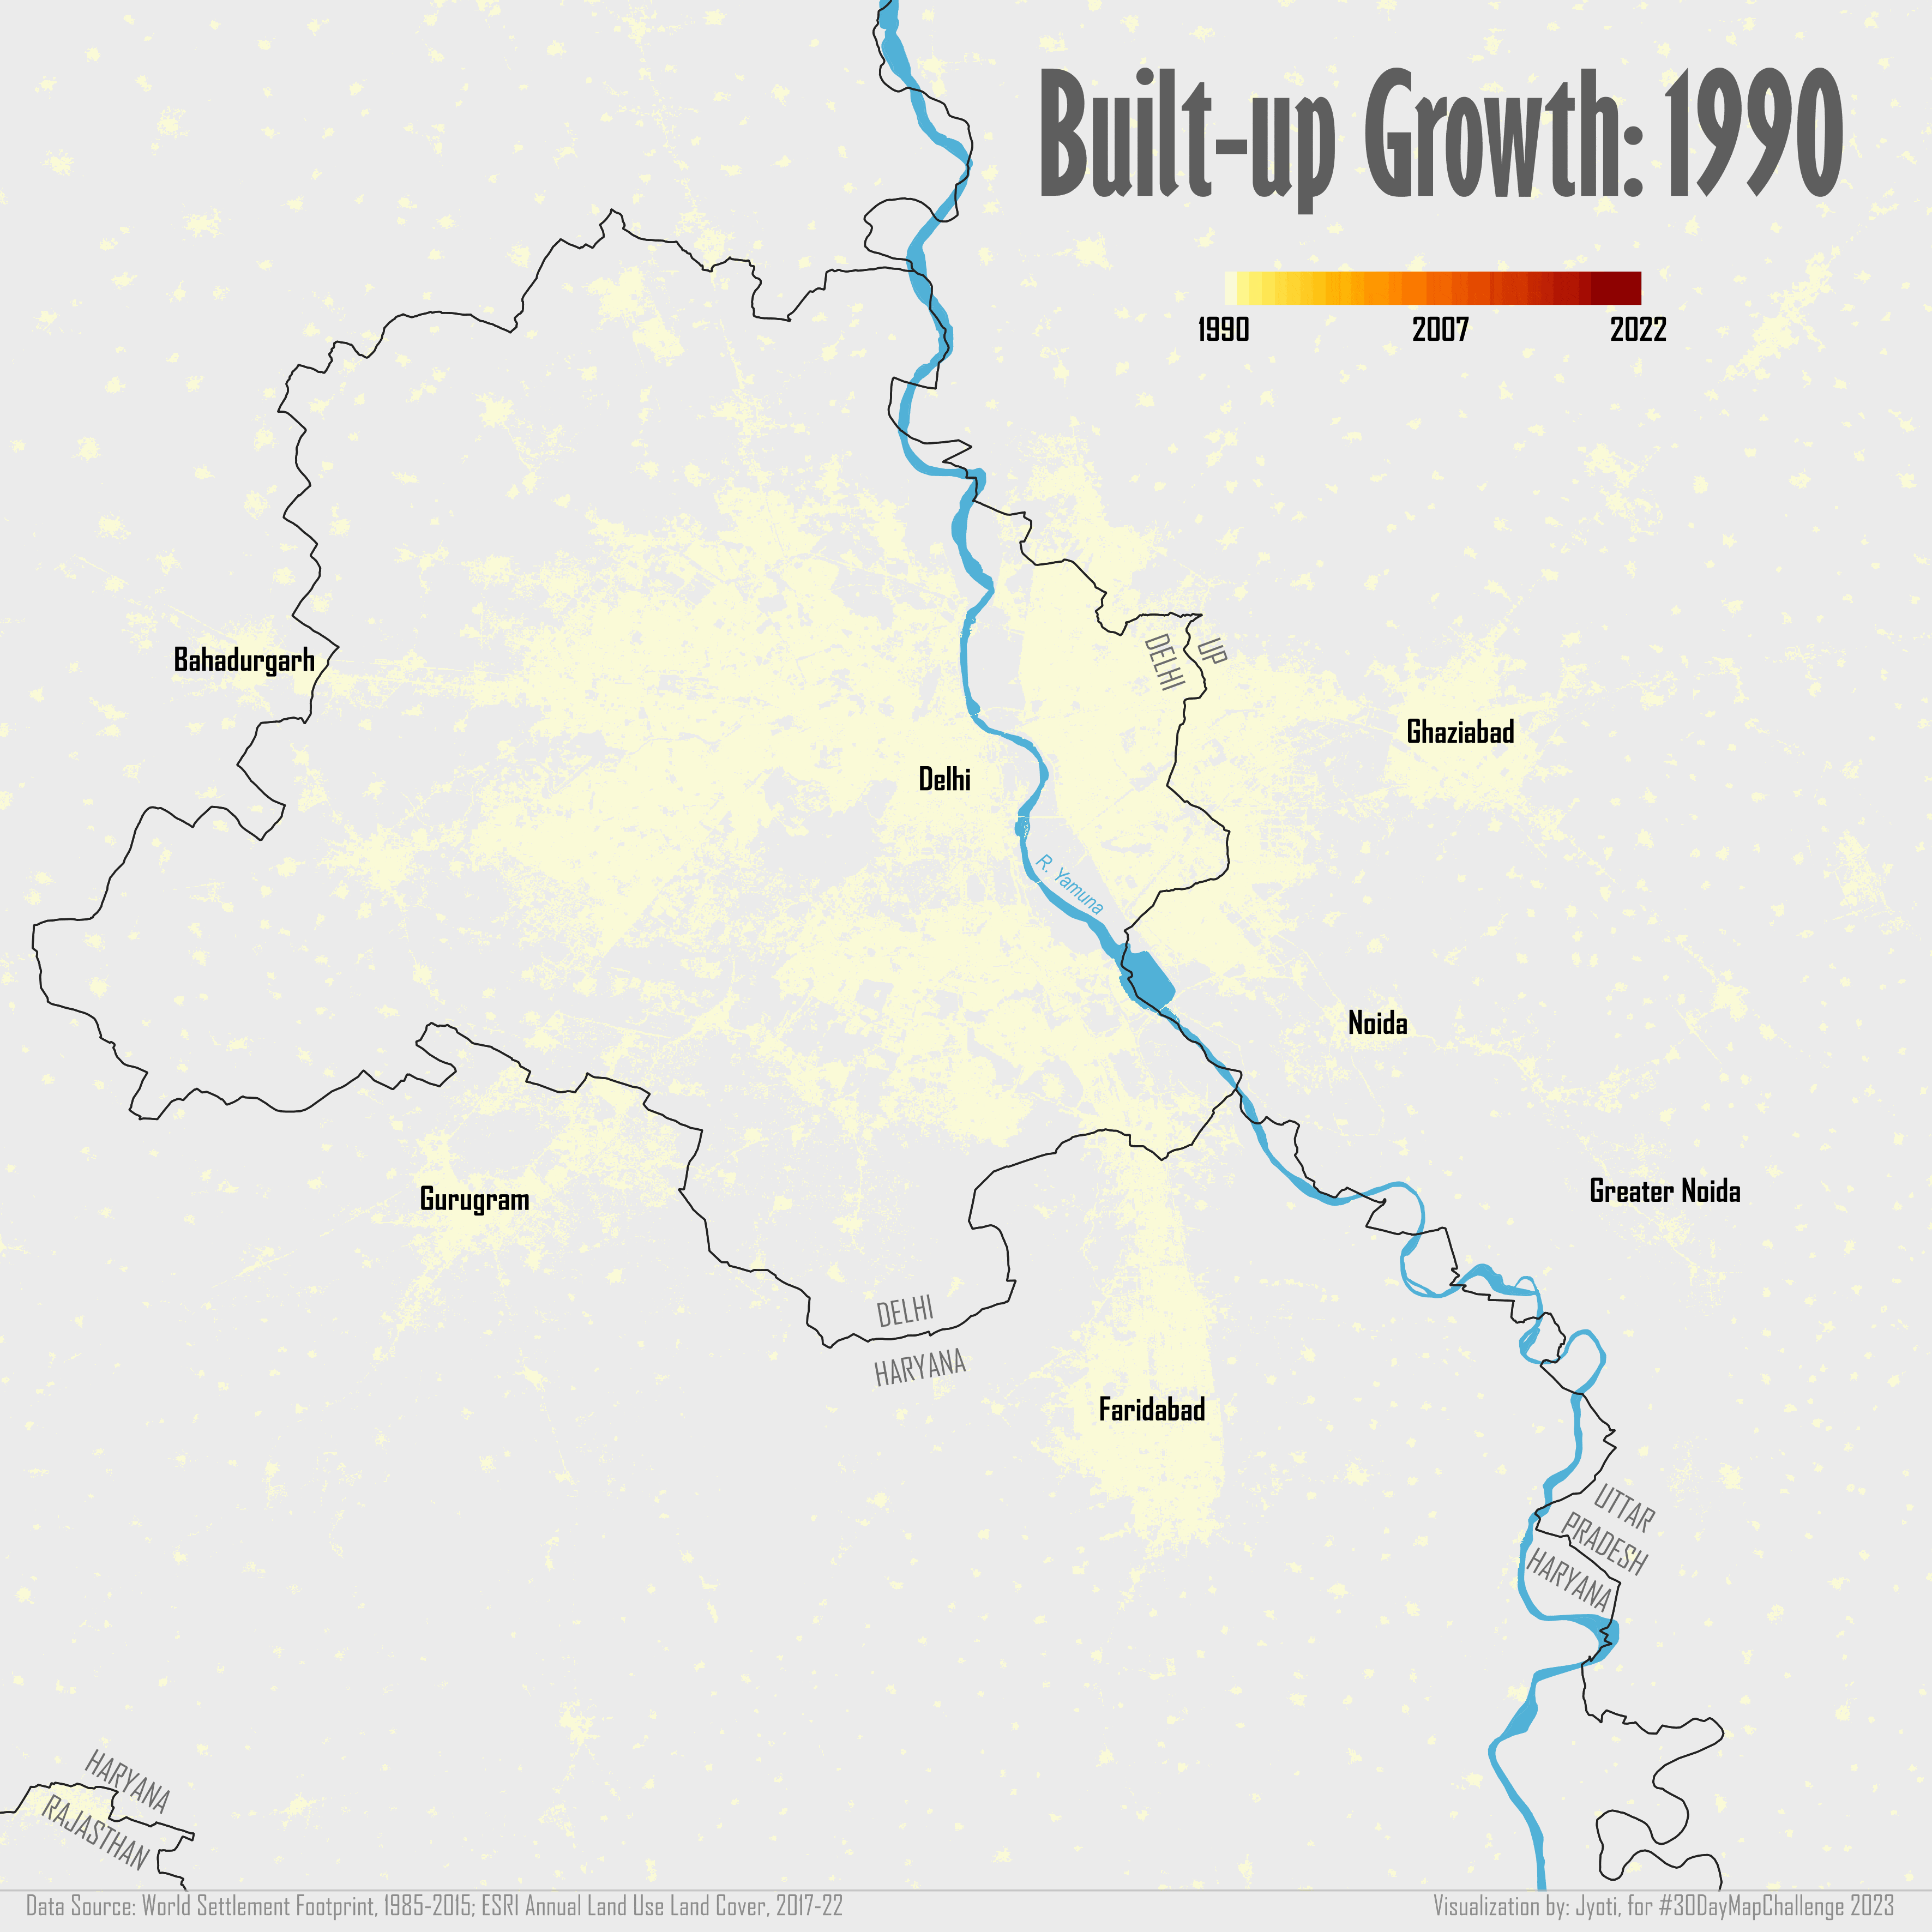 Built-up Growth: 1990
1990 2007 2022
UP
DELHI
Bahadurgarh
Ghaziabad
Delhi
R. Yamuna
Noida
Greater Noida
Gurugram
DELHI
HARYANA
Faridabad
UTTAR
PRADESH
HARYANA
HARYANA
RAJASTHAN
Data Source: World Settlement Footprint, 1985-2015; ESRI Annual Land Use Land Cover, 2017-22
Visualization by: Jyoti, for #30DayMapChallenge 2023